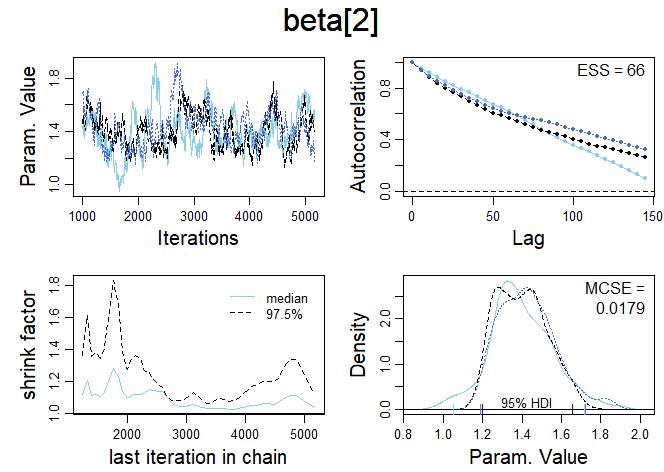 beta[2]
Param. Value
1.0 1.4 1.8
1000 2000 3000 4000 5000
Iterations
Autocorrelation
0.0 0.4 0.8
ESS = 66
0 50 100 150
Lag
shrink factor
1.0 1.2 1.4 1.6 1.8
median
97.5%
2000 3000 4000 5000
last iteration in chain
Density
0.0 1.0 2.0
MCSE =
0.0179
95% HDI
0.8 1.0 1.2 1.4 1.6 1.8 2.0
Param. Value